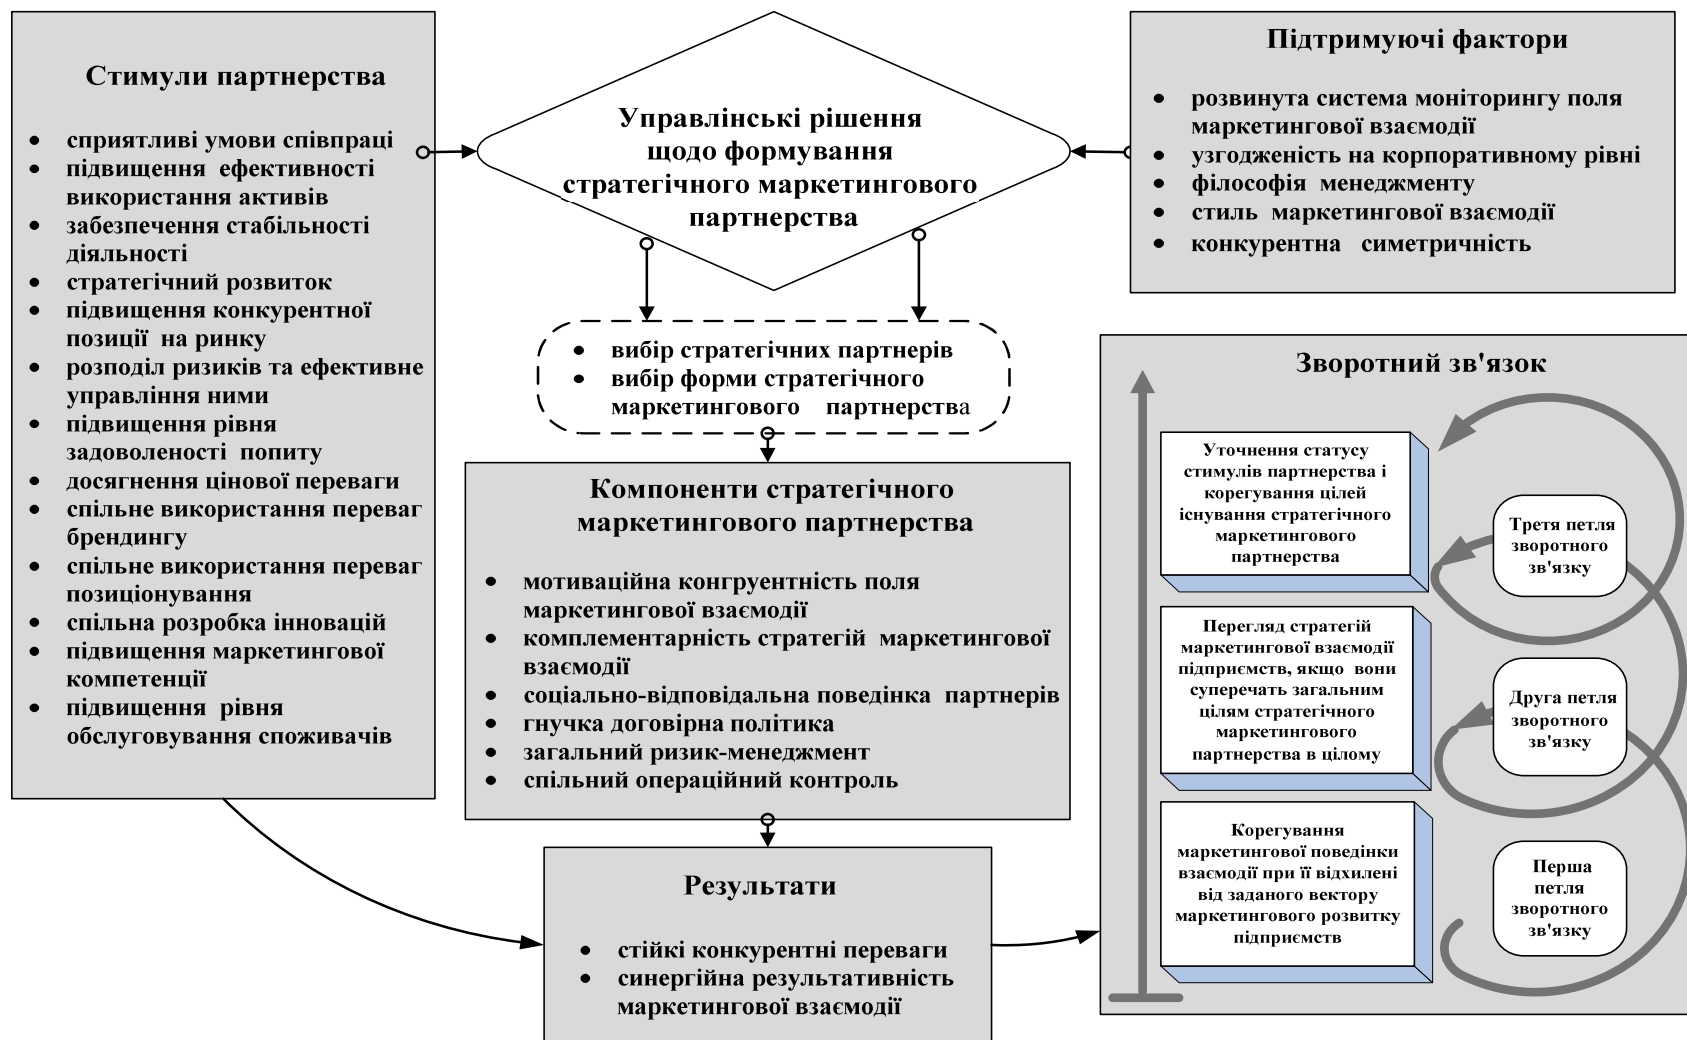 Стимули партнерства
сприятливі умови співпраці
підвищення ефективності
використання активів
забезпечення стабільності
діяльності
стратегічний розвиток
підвищення конкурентної
позиції на ринку
розподіл ризиків та ефективне
управління ними
підвищення рівня
задоволеності попиту
досягнення цінової переваги
спільне використання переваг
брендингу
спільне використання переваг
позиціонування
спільна розробка інновацій
підвищення маркетингової
компетенції
підвищення рівня
обслуговування споживачів
Управлінські рішення
щодо формування
стратегічного маркетингового
партнерства
Підтримуючі фактори
розвинута система моніторингу поля
маркетингової взаємодії
узгодженість на корпоративному рівні
філософія менеджменту
стиль маркетингової взаємодії
конкурентна симетричність
вибір стратегічних партнерів
вибір форми стратегічного
маркетингового партнерства
Компоненти стратегічного
маркетингового партнерства
мотиваційна конгруентність поля
маркетингової взаємодії
комплементарність стратегій маркетингової
взаємодії
соціально-відповідальна поведінка партнерів
гнучка договірна політика
загальний ризик-менеджмент
спільний операційний контроль
Результати
стійкі конкурентні переваги
синергійна результативність
маркетингової взаємодії
Зворотний зв'язок
Уточнення статусу
стимулів партнерства і
корегування цілей
існування стратегічного
маркетингового
партнерства
Третя петля
зворотного
зв'язку
Перегляд стратегій
маркетингової взаємодії
підприємств, якщо вони
суперечать загальним
цілям стратегічного
маркетингового
партнерства в цілому
Друга петля
зворотного
зв'язку
Корегування
маркетингової поведінки
взаємодії при її відхилені
від заданого вектору
маркетингового розвитку
підприємств
Перша
петля
зворотного
зв'язку